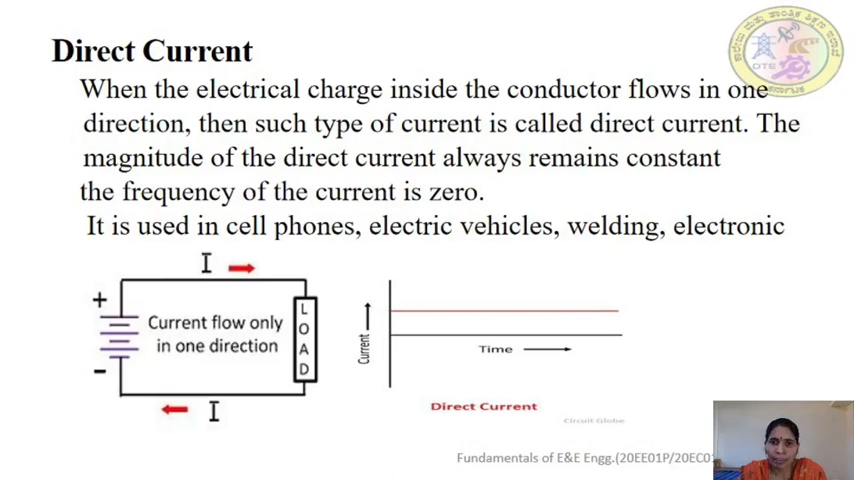 Direct Current
When the electrical charge inside the conductor flows in one
direction, then such type of current is called direct current. The
magnitude of the direct current always remains constant
the frequency of the current is zero.
It is used in cell phones, electric vehicles, welding, electronic
I
+
Current flow only
in one direction
LOAD
-
I
Current
Time
Direct Current
Circuit Globe
Fundamentals of E&E Engg.(20EE01P/20EC01
DTE